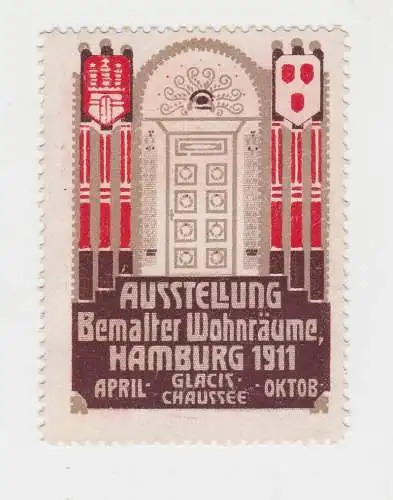 AUSSTELLUNG
Bemalter Wohnräume,
HAMBURG 1911
APRIL- GLACIS-CHAUSSEE -OKTOB